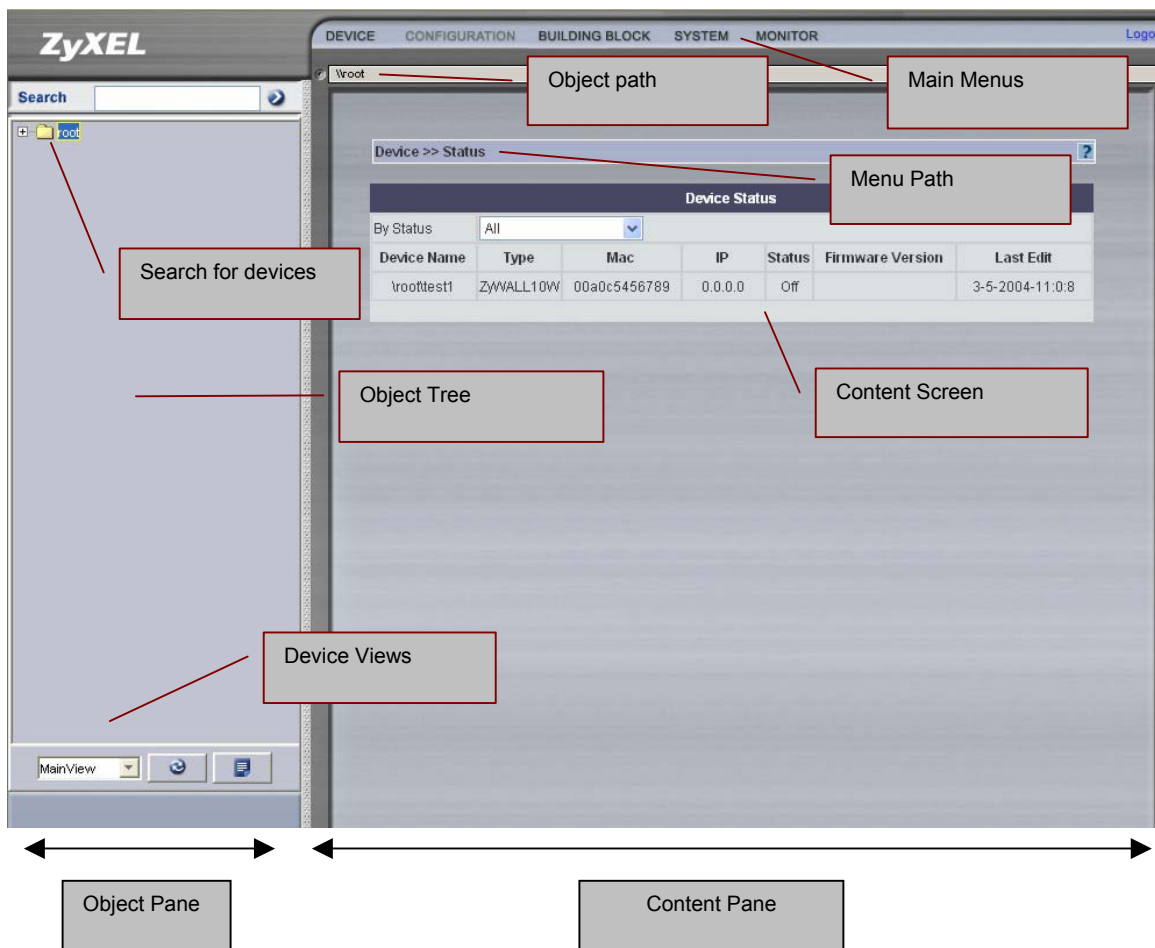 ZyXEL
DEVICE CONFIGURATION BUILDING BLOCK SYSTEM MONITOR Logo
\root
Object path
Main Menus
Search
root
Device >> Status
?
Menu Path
Device Status
By Status All
Device Name Type Mac IP Status Firmware Version Last Edit
\root\test1 ZyWALL10W 00a0c5456789 0.0.0.0 Off 3-5-2004-11:0:8
Search for devices
Object Tree
Content Screen
Device Views
MainView
Object Pane
Content Pane